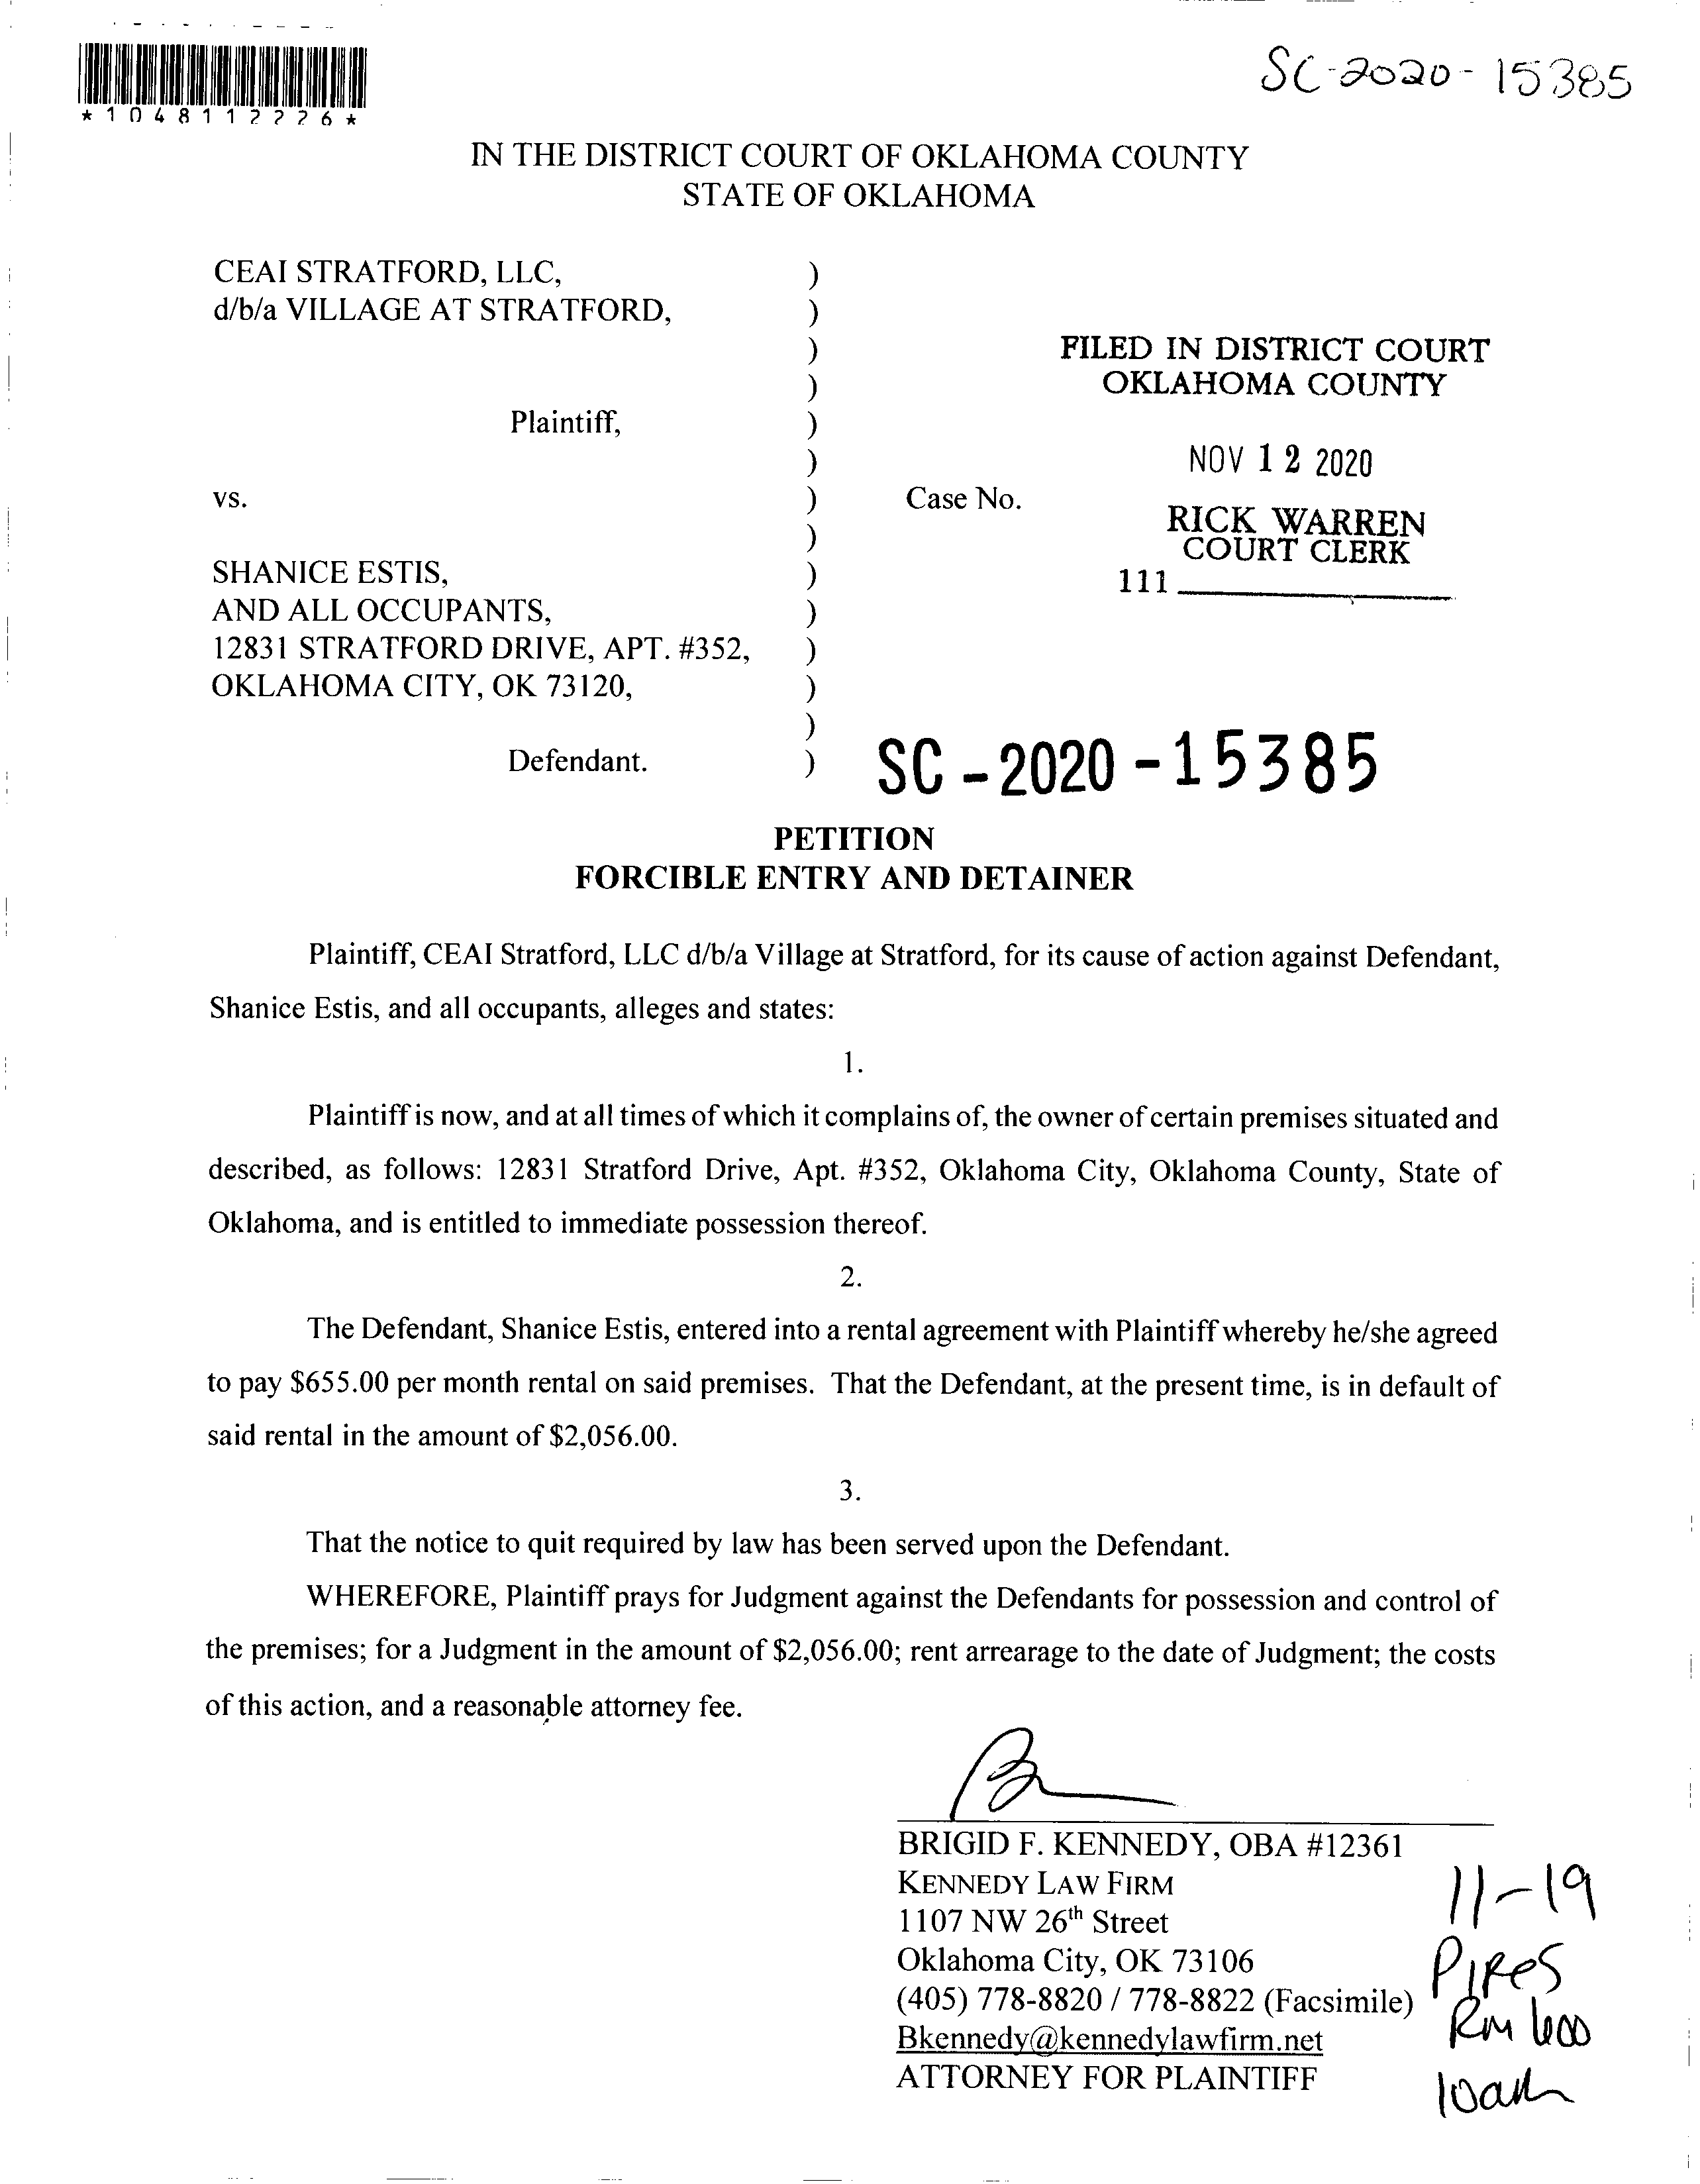 SC-2020-15385
*1048112226*
IN THE DISTRICT COURT OF OKLAHOMA COUNTY
STATE OF OKLAHOMA
CEAI STRATFORD, LLC, )
d/b/a VILLAGE AT STRATFORD, )
)
FILED IN DISTRICT COURT
OKLAHOMA COUNTY
)
Plaintiff, )
)
NOV 12 2020
vs. ) Case No.
RICK WARREN
COURT CLERK
)
SHANICE ESTIS, )
111
AND ALL OCCUPANTS, )
12831 STRATFORD DRIVE, APT. #352, )
OKLAHOMA CITY, OK 73120, )
)
Defendant. )
SC-2020-15385
PETITION
FORCIBLE ENTRY AND DETAINER
Plaintiff, CEAI Stratford, LLC d/b/a Village at Stratford, for its cause of action against Defendant,
Shanice Estis, and all occupants, alleges and states:
1.
Plaintiff is now, and at all times of which it complains of, the owner of certain premises situated and
described, as follows: 12831 Stratford Drive, Apt. #352, Oklahoma City, Oklahoma County, State of
Oklahoma, and is entitled to immediate possession thereof.
2.
The Defendant, Shanice Estis, entered into a rental agreement with Plaintiff whereby he/she agreed
to pay $655.00 per month rental on said premises. That the Defendant, at the present time, is in default of
said rental in the amount of $2,056.00.
3.
That the notice to quit required by law has been served upon the Defendant.
WHEREFORE, Plaintiff prays for Judgment against the Defendants for possession and control of
the premises; for a Judgment in the amount of $2,056.00; rent arrearage to the date of Judgment; the costs
of this action, and a reasonable attorney fee.
BRIGID F. KENNEDY, OBA #12361
KENNEDY LAW FIRM
1107 NW 26th Street
Oklahoma City, OK 73106
(405) 778-8820 / 778-8822 (Facsimile)
Bkennedy@kennedylawfirm.net
ATTORNEY FOR PLAINTIFF
11-19
Pipes
Rm 600
10am